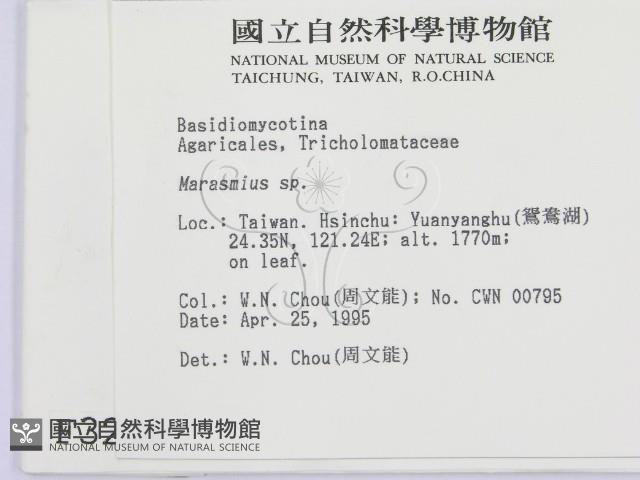 國立自然科學博物館
NATIONAL MUSEUM OF NATURAL SCIENCE
TAICHUNG, TAIWAN, R.O.CHINA
Basidiomycotina
Agaricales, Tricholomataceae
Marasmius sp.
Loc.: Taiwan. Hsinchu: Yuanyanghu(鴛鴦湖)
24.35N, 121.24E; alt. 1770m;
on leaf.
Col.: W.N. Chou(周文能); No. CWN 00795
Date: Apr. 25, 1995
Det.: W.N. Chou(周文能)
F32
國立自然科學博物館
NATIONAL MUSEUM OF NATURAL SCIENCE